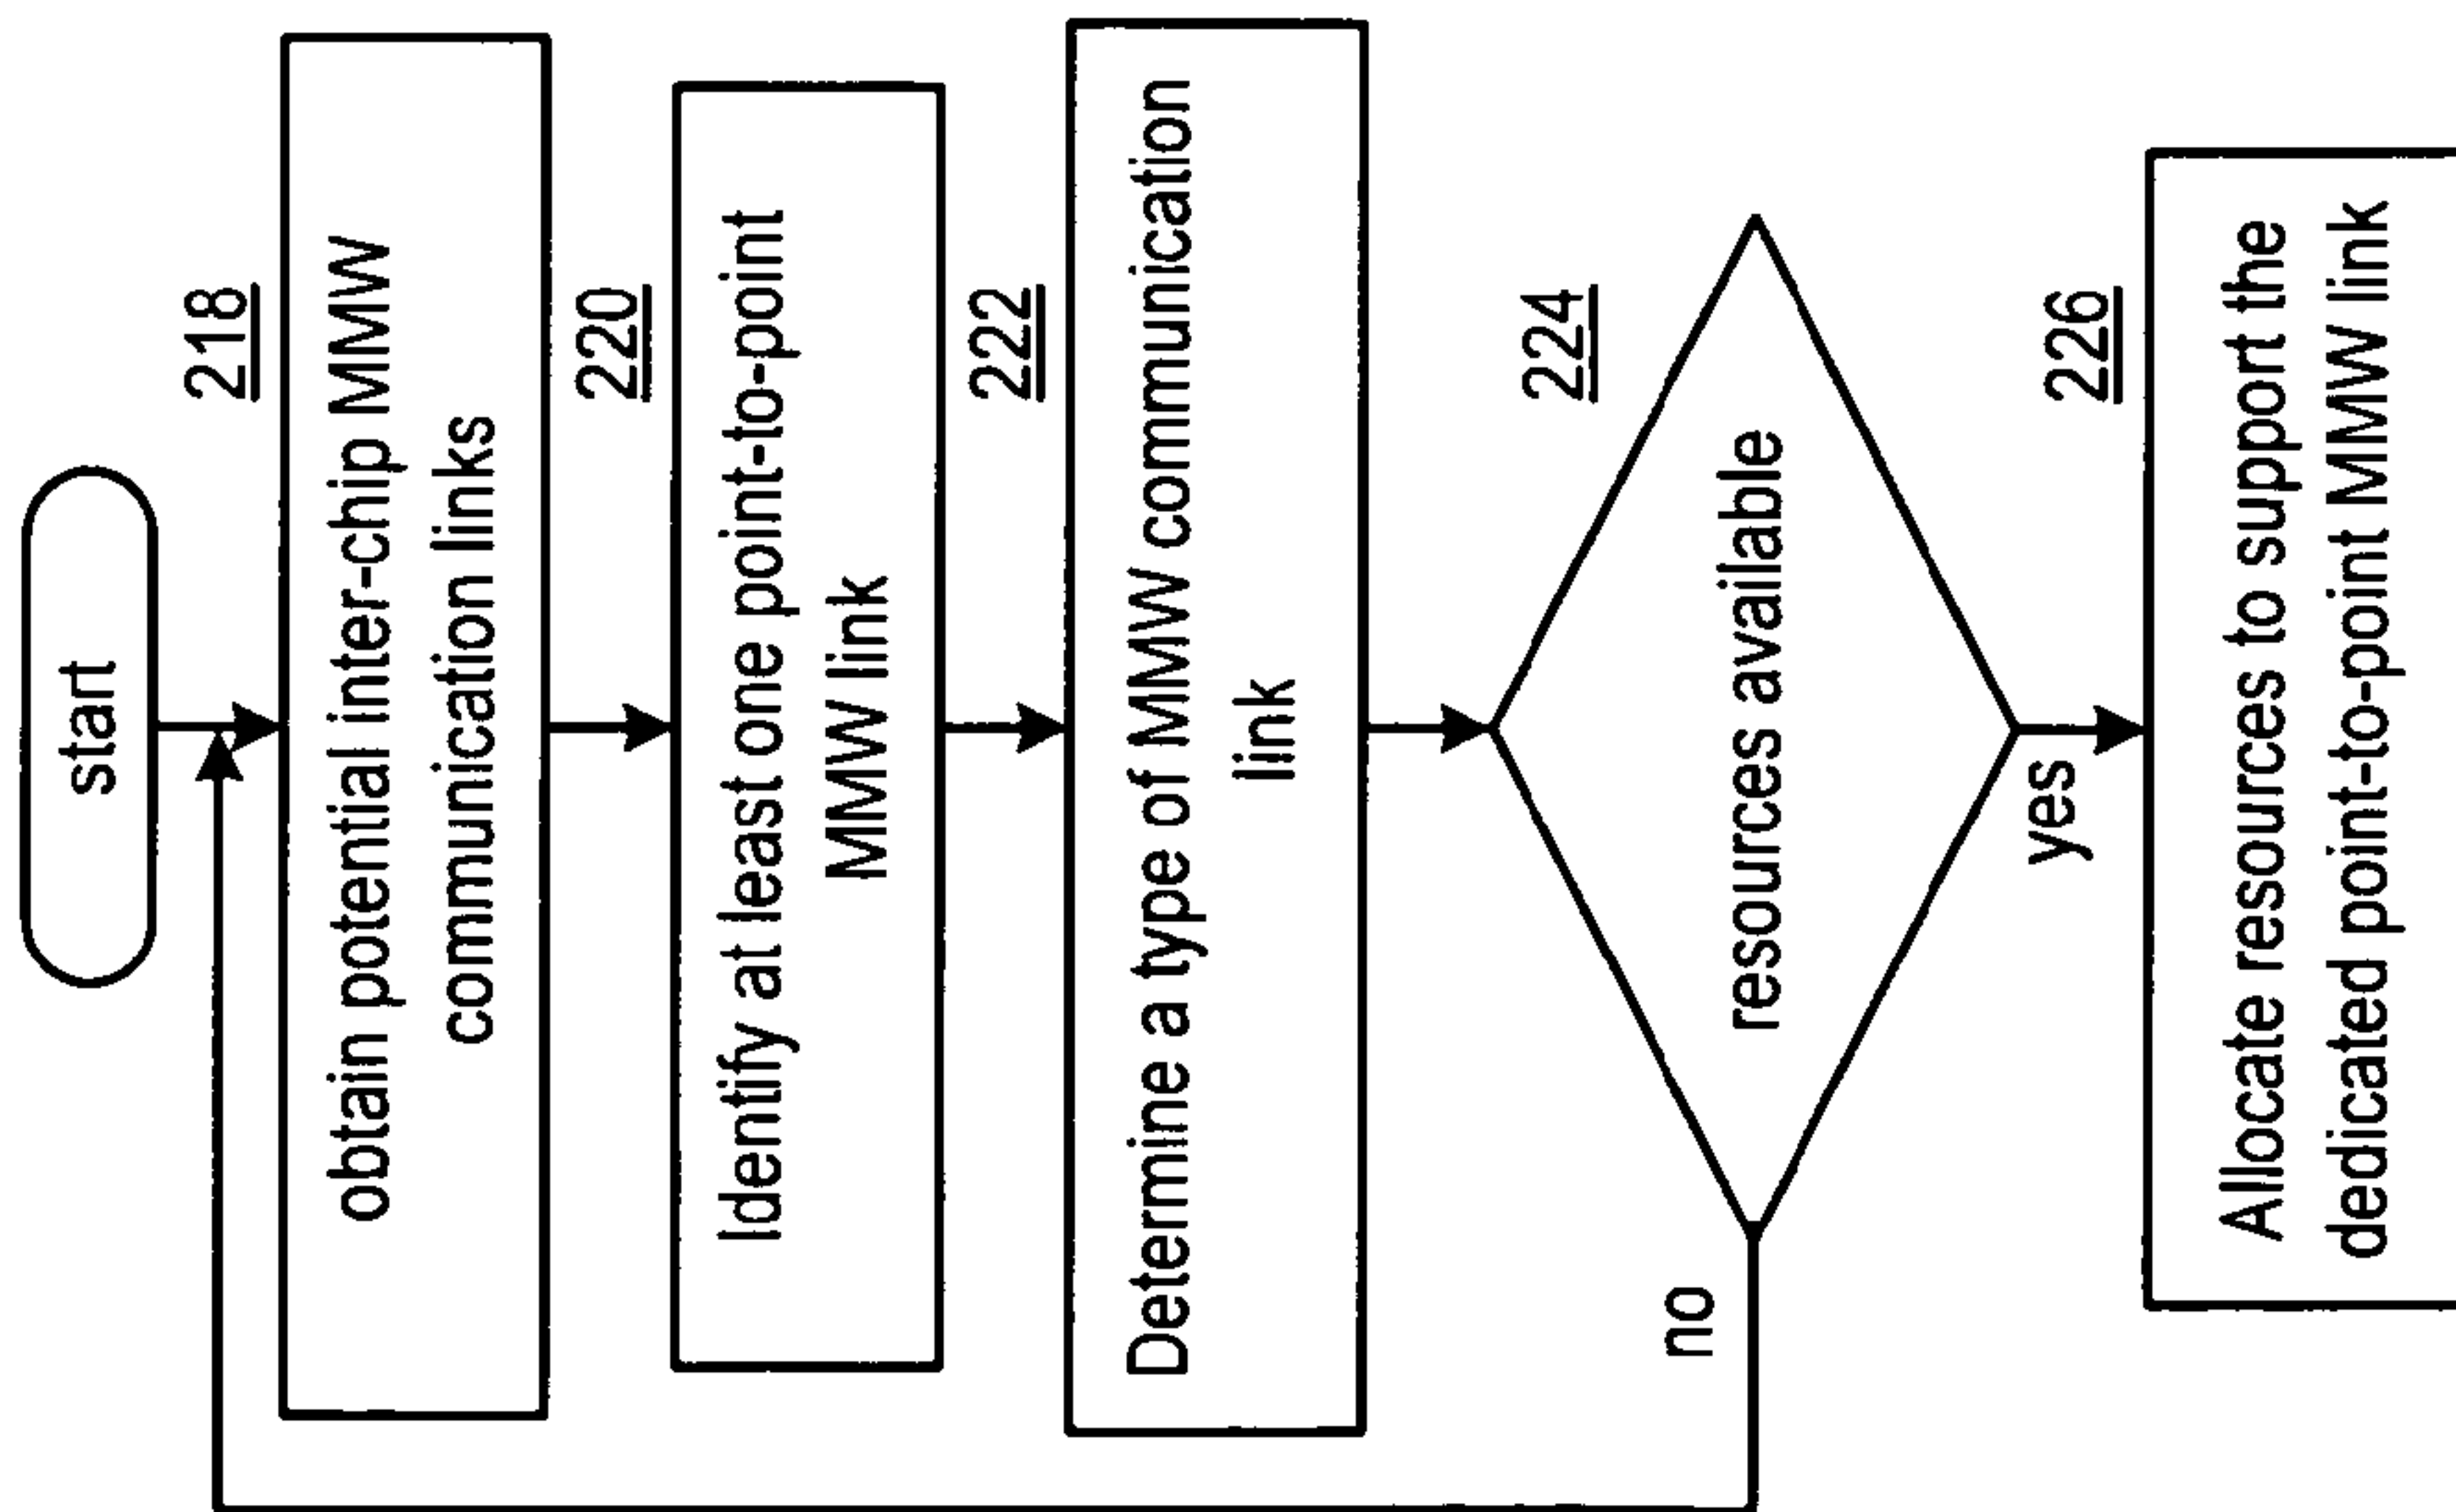 start
218
obtain potential inter-chip MMW
communication links
220
Identify at least one point-to-point
MMW link
222
Determine a type of MMW communication
link
224
resources available
no
yes
226
Allocate resources to support the
dedicated point-to-point MMW link